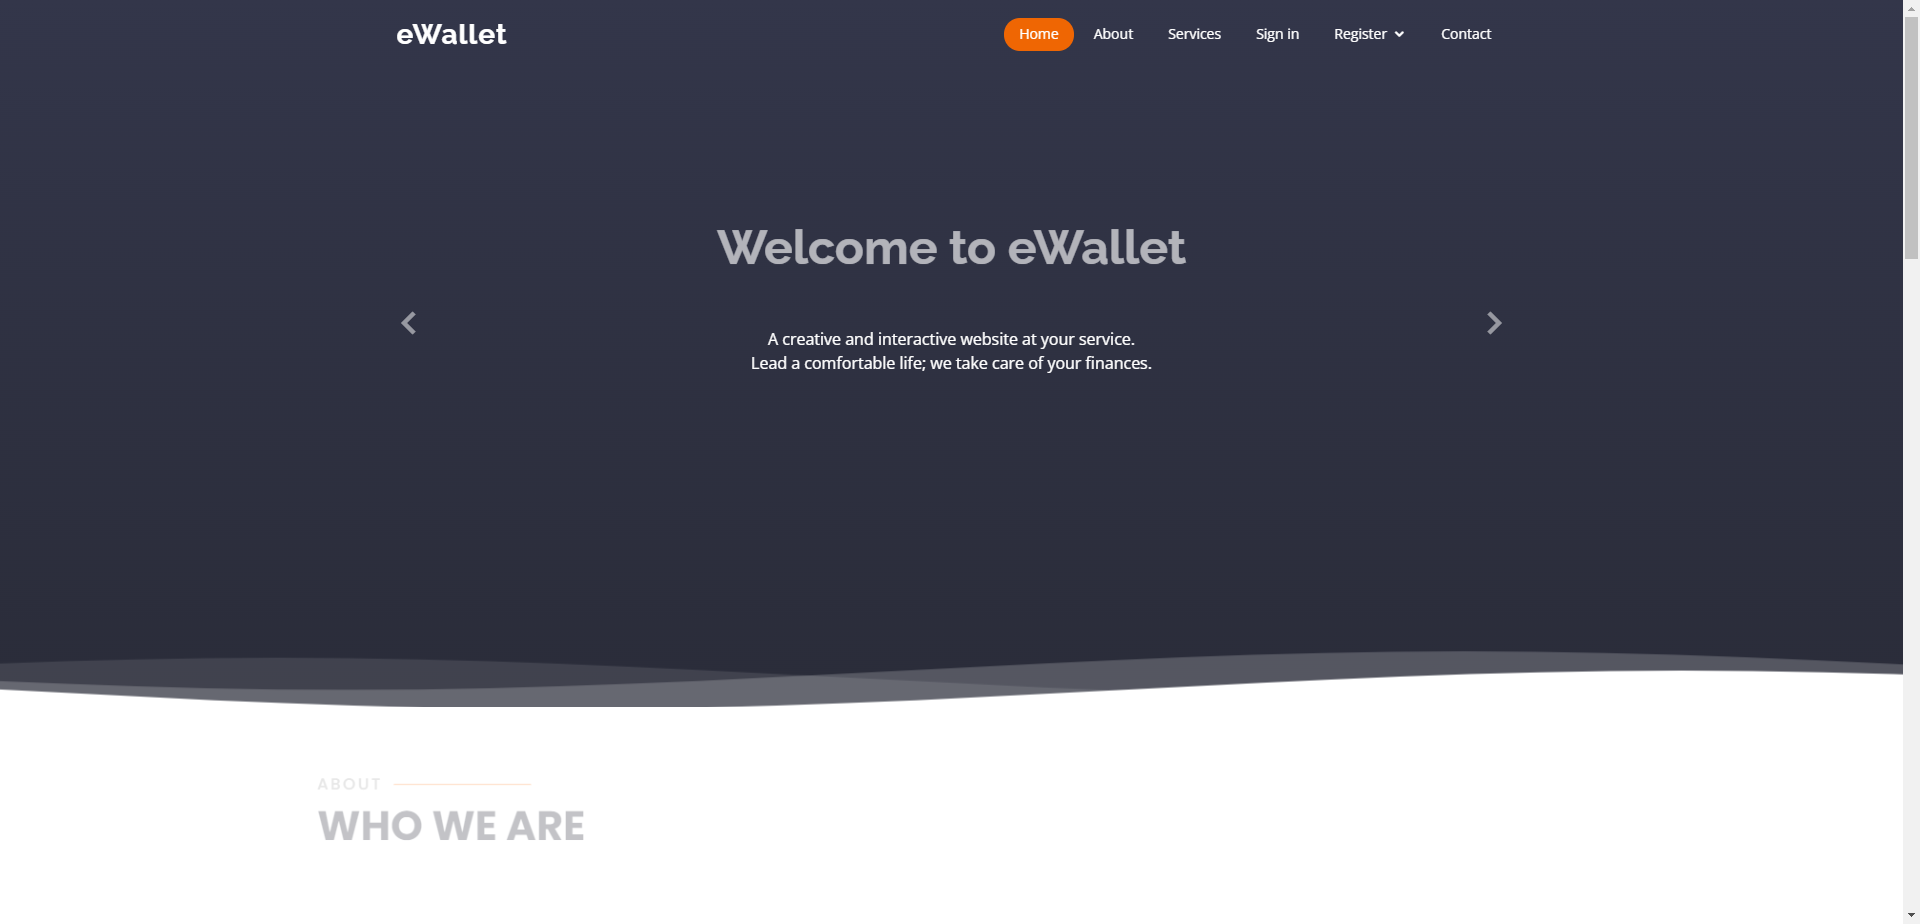 eWallet
Home About Services Sign in Register Contact
Welcome to eWallet
A creative and interactive website at your service.
Lead a comfortable life; we take care of your finances.
ABOUT
WHO WE ARE